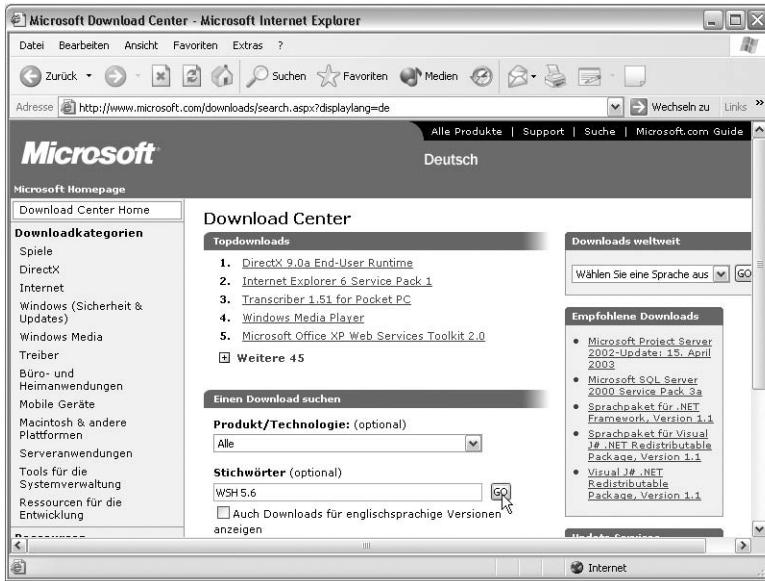 Microsoft Download Center - Microsoft Internet Explorer
Datei Bearbeiten Ansicht Favoriten Extras ?
Zurück Suchen Favoriten Medien
Adresse http://www.microsoft.com/downloads/search.aspx?displaylang=de Wechseln zu Links »
Alle Produkte | Support | Suche | Microsoft.com Guide
Microsoft
Deutsch
Microsoft Homepage
Download Center Home
Downloadkategorien
Spiele
DirectX
Internet
Windows (Sicherheit &
Updates)
Windows Media
Treiber
Büro- und
Heimanwendungen
Mobile Geräte
Macintosh & andere
Plattformen
Serveranwendungen
Tools für die
Systemverwaltung
Ressourcen für die
Entwicklung
Download Center
Topdownloads
1. DirectX 9.0a End-User Runtime
2. Internet Explorer 6 Service Pack 1
3. Transcriber 1.51 for Pocket PC
4. Windows Media Player
5. Microsoft Office XP Web Services Toolkit 2.0
Weitere 45
Einen Download suchen
Produkt/Technologie: (optional)
Alle
Stichwörter (optional)
WSH 5.6 GO
Auch Downloads für englischsprachige Versionen
anzeigen
Downloads weltweit
Wählen Sie eine Sprache aus GO
Empfohlene Downloads
• Microsoft Project Server
2002-Update: 15. April
2003
• Microsoft SQL Server
2000 Service Pack 3a
• Sprachpaket für .NET
Framework, Version 1.1
• Sprachpaket für Visual
J# .NET Redistributable
Package, Version 1.1
• Visual J# .NET
Redistributable
Package, Version 1.1
Internet